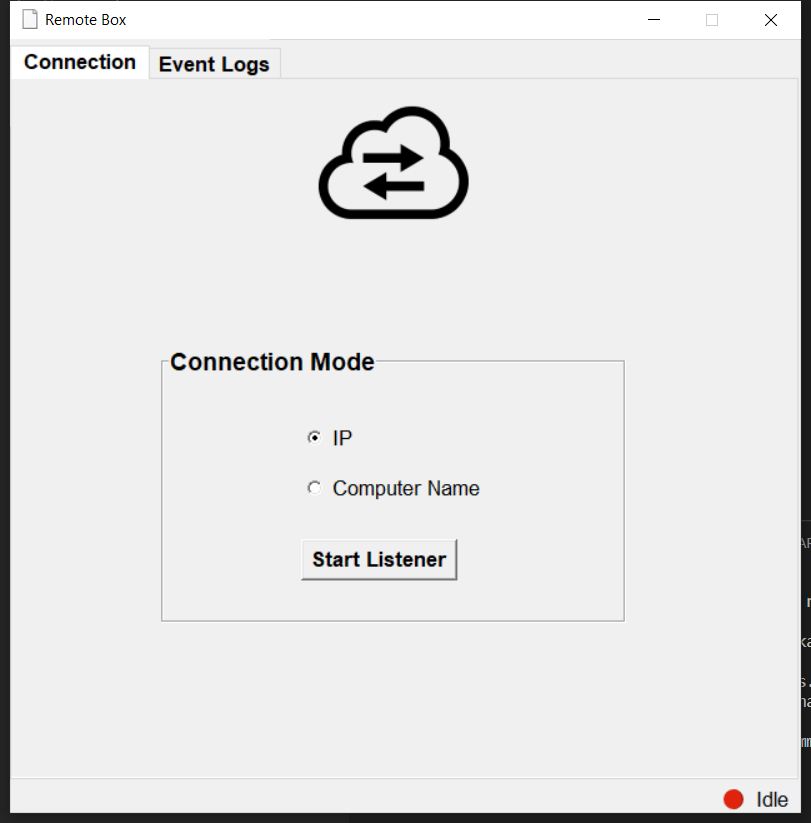 Remote Box
Connection
Event Logs
Connection Mode
IP
Computer Name
Start Listener
Idle